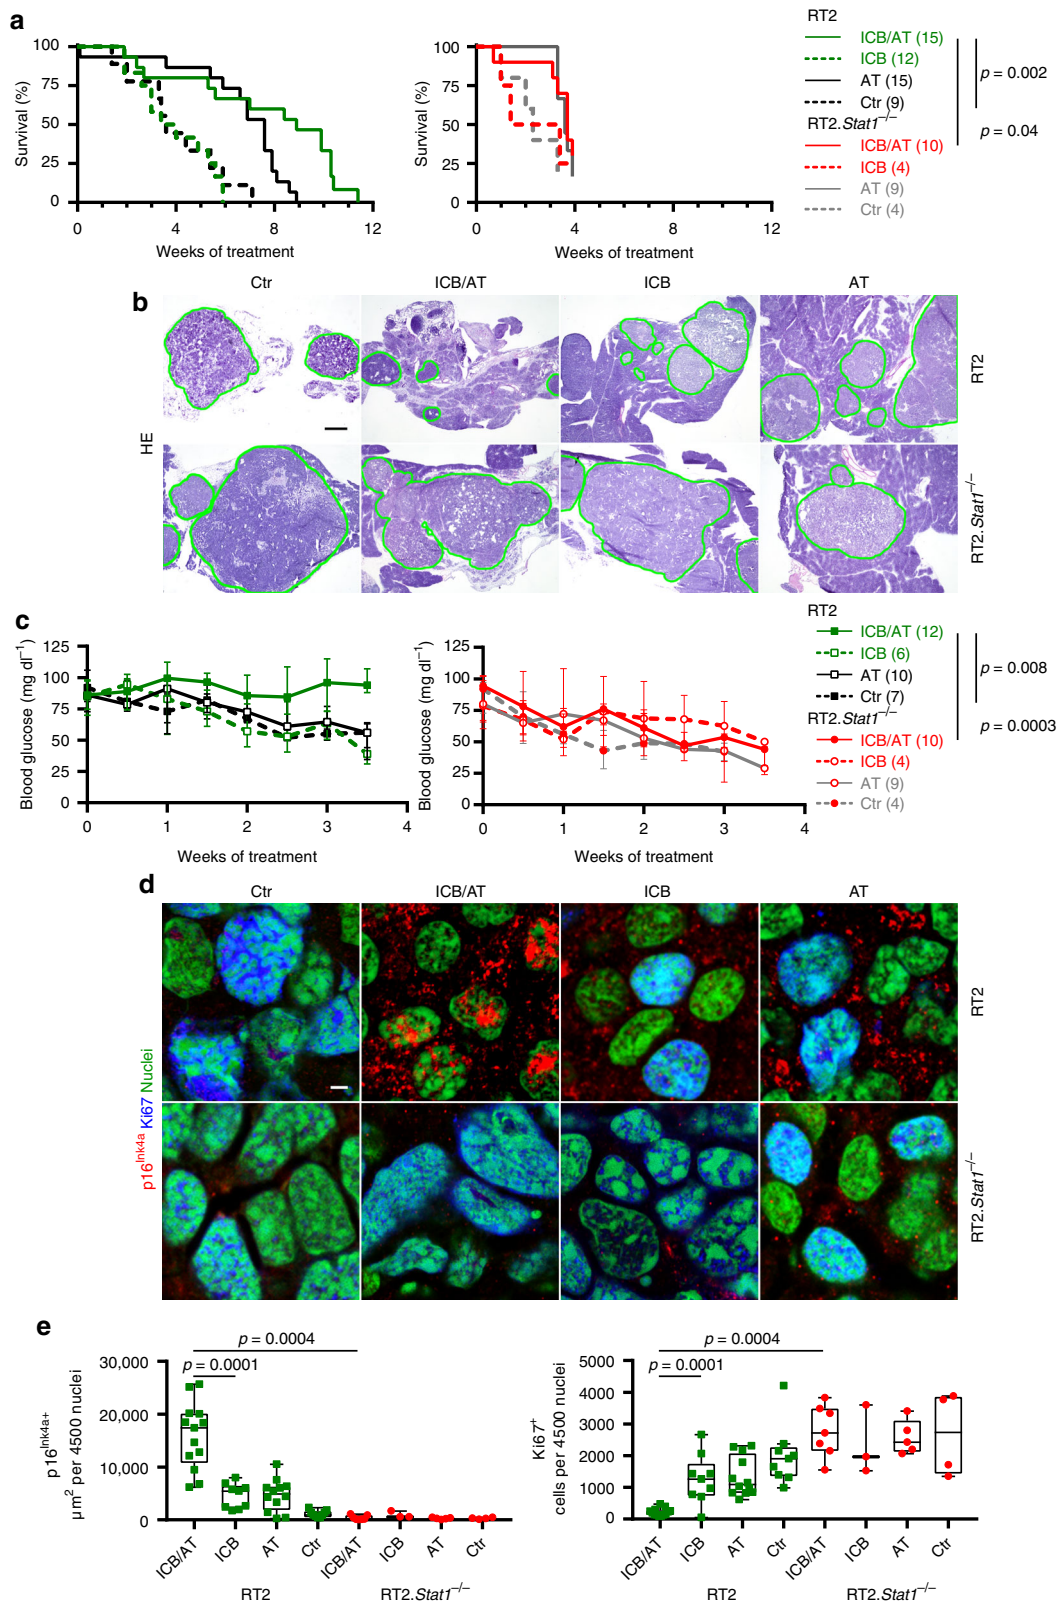 a
RT2
ICB/AT (15)
ICB (12)
AT (15)
Ctr (9)
RT2.Stat1–/–
ICB/AT (10)
ICB (4)
AT (9)
Ctr (4)
p = 0.002
p = 0.04
Survival (%)
100
75
50
25
0
0 4 8 12
Weeks of treatment
Survival (%)
100
75
50
25
0
0 4 8 12
Weeks of treatment
b
Ctr ICB/AT ICB AT
HE
RT2
RT2.Stat1–/–
c
RT2
ICB/AT (12)
ICB (6)
AT (10)
Ctr (7)
RT2.Stat1–/–
ICB/AT (10)
ICB (4)
AT (9)
Ctr (4)
p = 0.008
p = 0.0003
Blood glucose (mg dl–1)
125
100
75
50
25
0
0 1 2 3 4
Weeks of treatment
Blood glucose (mg dl–1)
125
100
75
50
25
0
0 1 2 3 4
Weeks of treatment
d
Ctr ICB/AT ICB AT
p16Ink4a Ki67 Nuclei
RT2
RT2.Stat1–/–
e
p = 0.0004
p = 0.0001
p16Ink4a+
μm2 per 4500 nuclei
30,000
20,000
10,000
0
ICB/AT ICB AT Ctr ICB/AT ICB AT Ctr
RT2 RT2.Stat1–/–
p = 0.0004
p = 0.0001
Ki67+
cells per 4500 nuclei
5000
4000
3000
2000
1000
0
ICB/AT ICB AT Ctr ICB/AT ICB AT Ctr
RT2 RT2.Stat1–/–